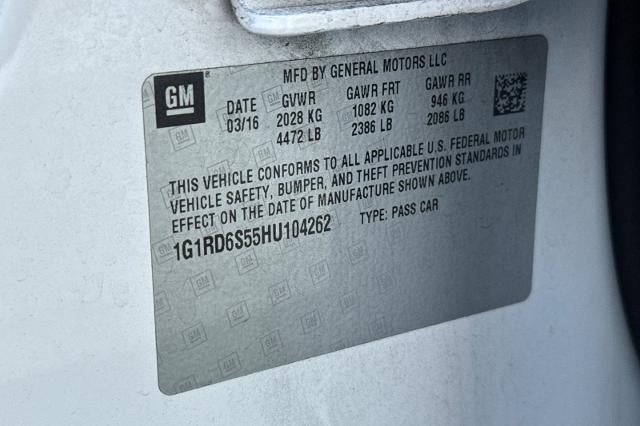 MFD BY GENERAL MOTORS LLC
GM
DATE GVWR GAWR FRT GAWR RR
03/16 2028 KG 1082 KG 946 KG
4472 LB 2386 LB 2086 LB
THIS VEHICLE CONFORMS TO ALL APPLICABLE U.S. FEDERAL MOTOR
VEHICLE SAFETY, BUMPER, AND THEFT PREVENTION STANDARDS IN
EFFECT ON THE DATE OF MANUFACTURE SHOWN ABOVE.
1G1RD6S55HU104262 TYPE: PASS CAR